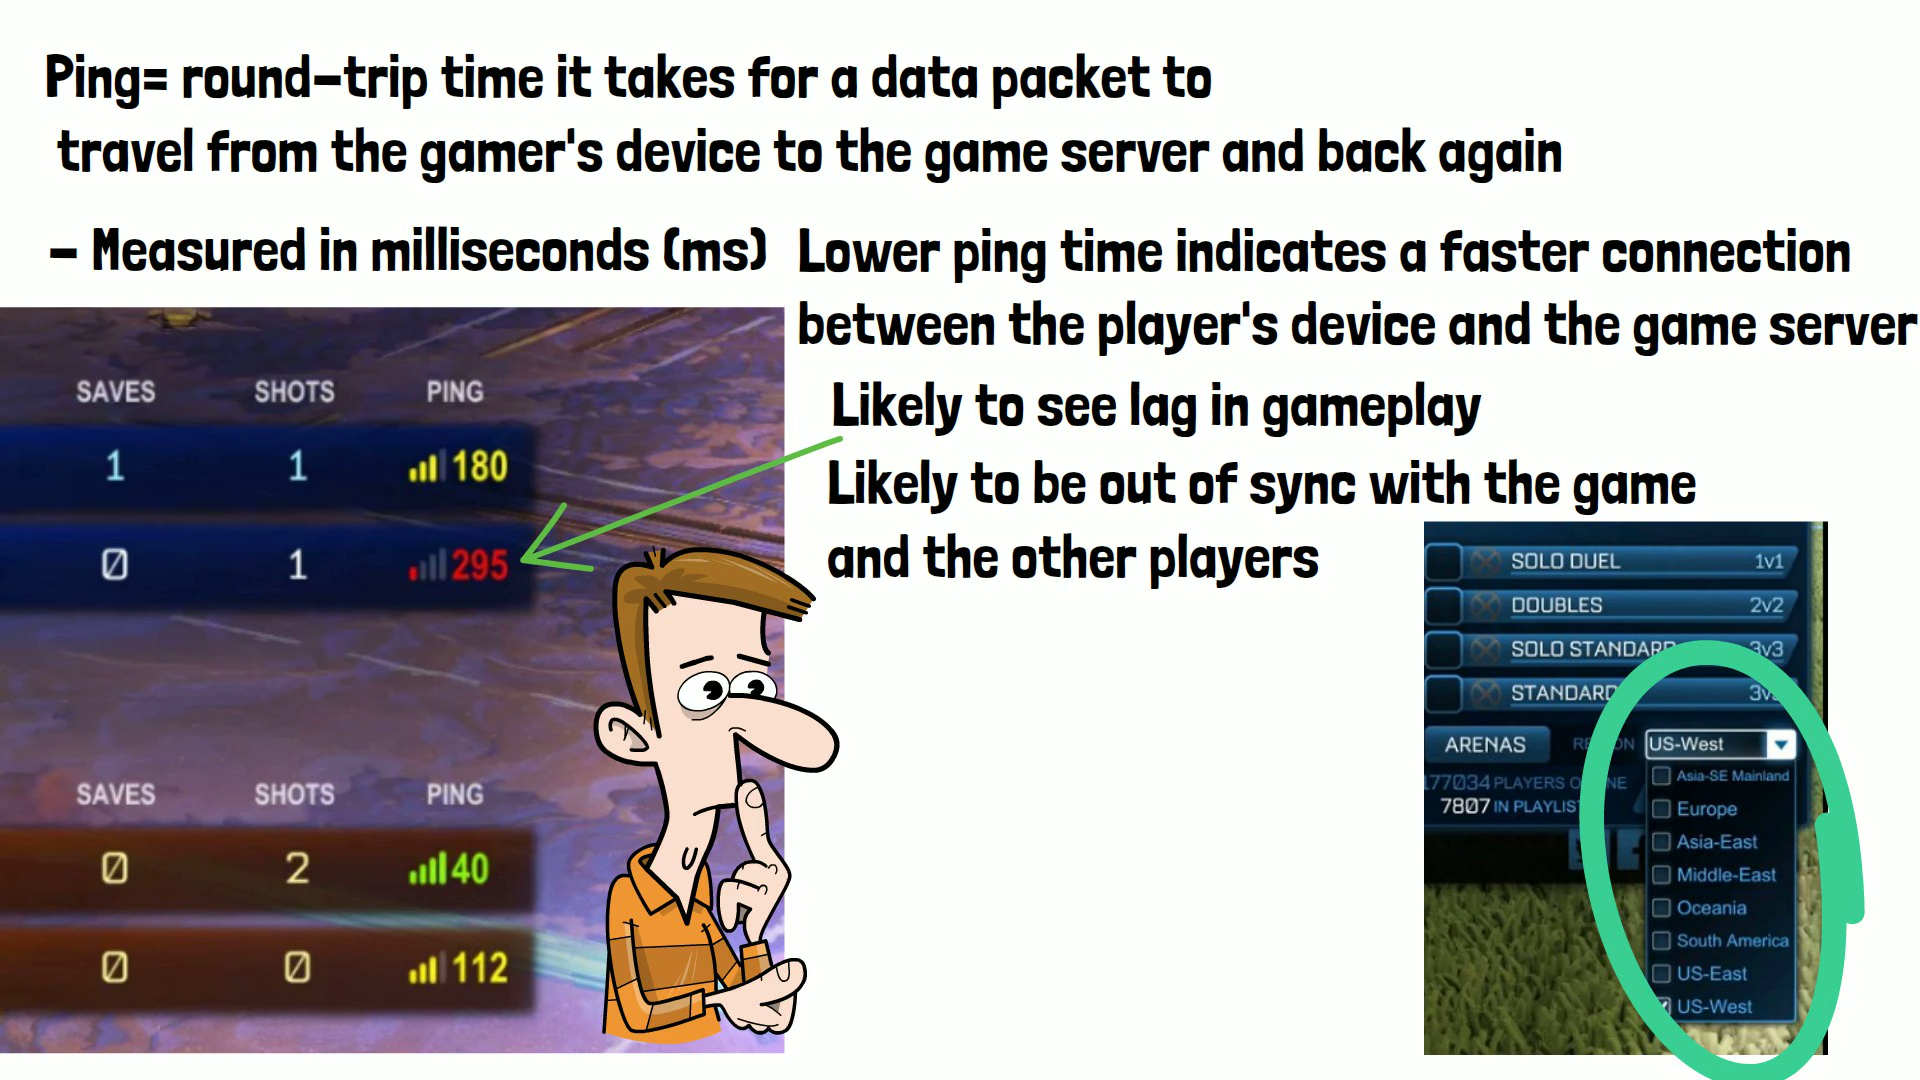 Ping= round-trip time it takes for a data packet to
travel from the gamer's device to the game server and back again
- Measured in milliseconds (ms)
Lower ping time indicates a faster connection
between the player's device and the game server
Likely to see lag in gameplay
Likely to be out of sync with the game
and the other players
SAVES SHOTS PING
1 1 180
0 1 295
SAVES SHOTS PING
0 2 40
0 0 112
SOLO DUEL 1v1
DOUBLES 2v2
SOLO STANDARD 3v3
STANDARD
ARENAS US-West
177034 PLAYERS
7807 IN PLAYLIST
Asia-SE Mainland
Europe
Asia-East
Middle-East
Oceania
South America
US-East
US-West